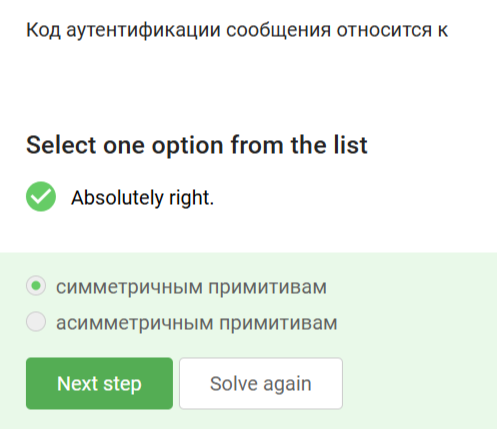 Код аутентификации сообщения относится к
Select one option from the list
Absolutely right.
симметричным примитивам
асимметричным примитивам
Next step
Solve again